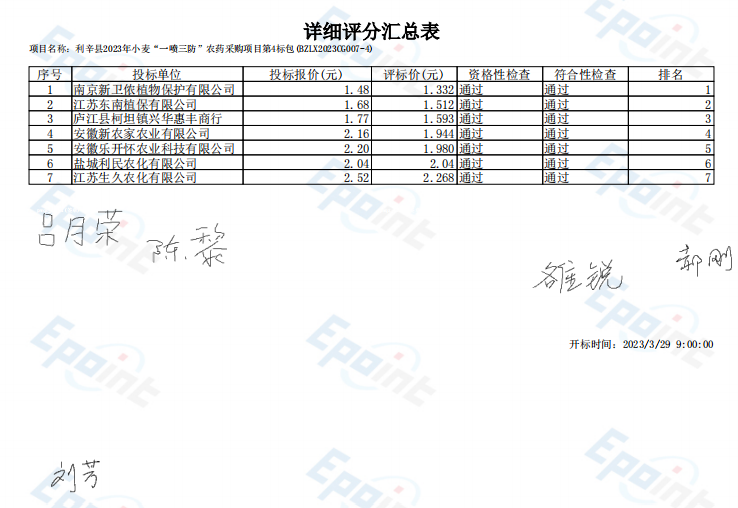 详细评分汇总表
项目名称：利辛县2023年小麦“一喷三防”农药采购项目第4标包(BZLX2023CG007-4)
序号 投标单位 投标报价(元) 评标价(元) 资格性检查 符合性检查 排名
1 南京新卫侬植物保护有限公司 1.48 1.332 通过 通过 1
2 江苏东南植保有限公司 1.68 1.512 通过 通过 2
3 庐江县柯坦镇兴华惠丰商行 1.77 1.593 通过 通过 3
4 安徽新农家农业有限公司 2.16 1.944 通过 通过 4
5 安徽乐开怀农业科技有限公司 2.20 1.980 通过 通过 5
6 盐城利民农化有限公司 2.04 2.04 通过 通过 6
7 江苏生久农化有限公司 2.52 2.268 通过 通过 7
吕月荣
陈黎
锐
郭刚
开标时间：2023/3/29 9:00:00
刘芳
Epoint
Epoint
Epoint
Epoint
Epoint
Epoint
Epoint
Epoint
Epoint